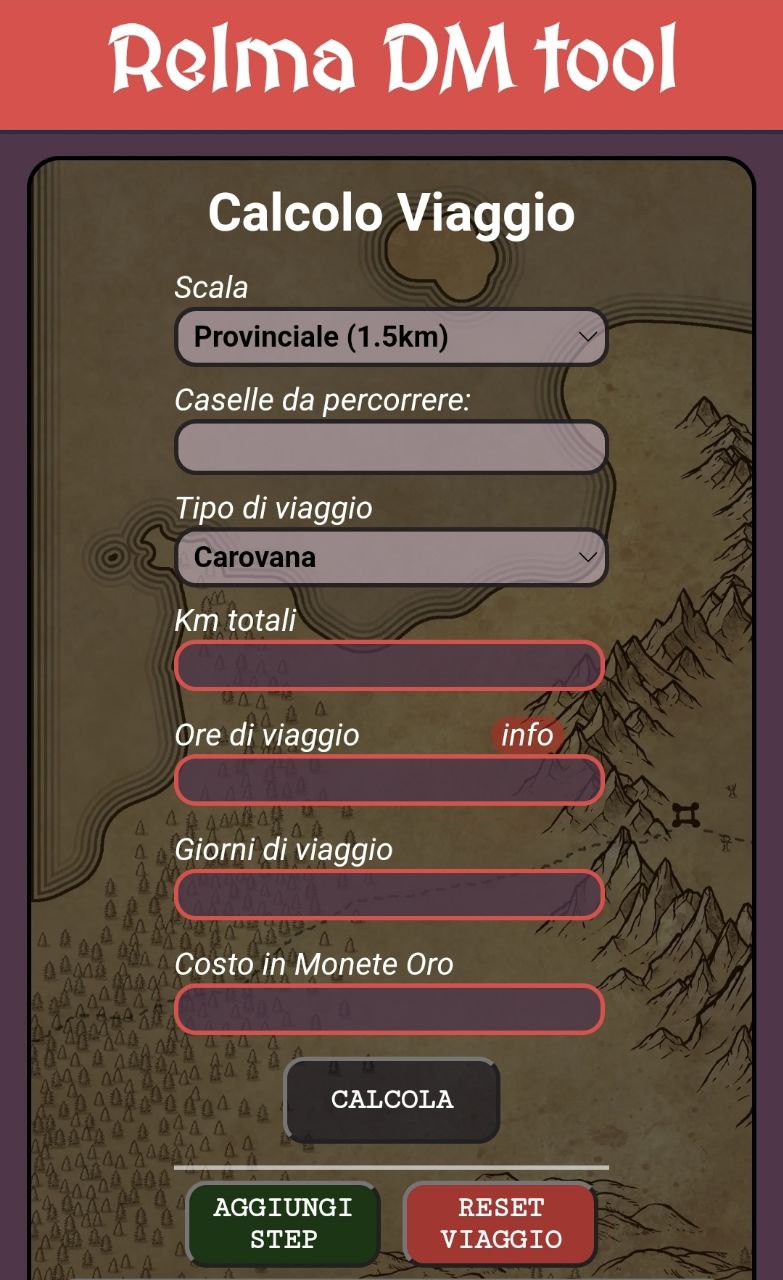 Relma DM tool
Calcolo Viaggio
Scala
Provinciale (1.5km)
Caselle da percorrere:
Tipo di viaggio
Carovana
Km totali
Ore di viaggio info
Giorni di viaggio
Costo in Monete Oro
CALCOLA
AGGIUNGI
STEP
RESET
VIAGGIO